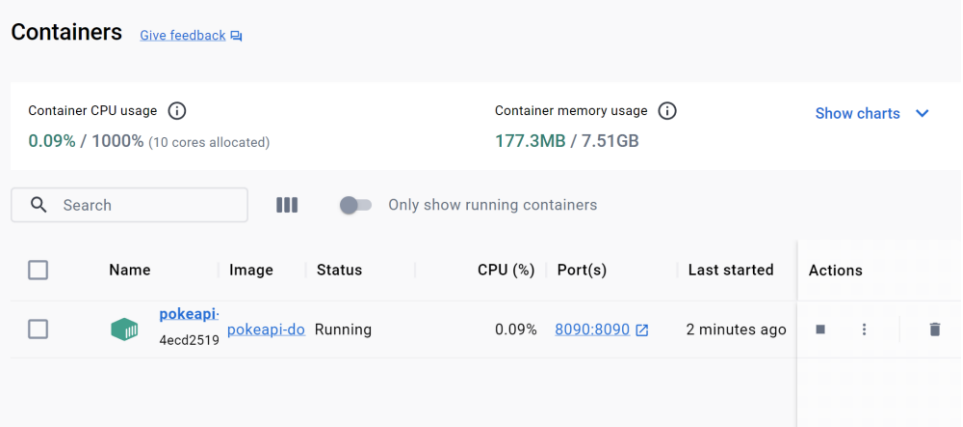 Containers Give feedback
Container CPU usage Container memory usage Show charts
0.09% / 1000% (10 cores allocated) 177.3MB / 7.51GB
Search Only show running containers
Name Image Status CPU (%) Port(s) Last started Actions
pokeapi-
4ecd2519 pokeapi-do Running 0.09% 8090:8090 2 minutes ago